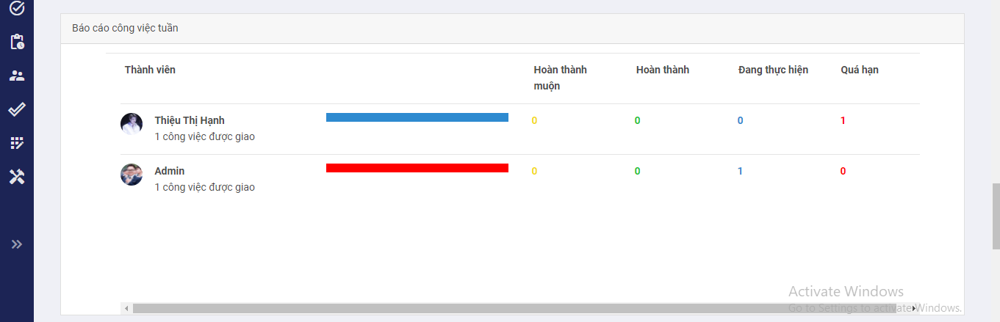 Báo cáo công việc tuần
Thành viên
Hoàn thành muộn
Hoàn thành
Đang thực hiện
Quá hạn
Thiệu Thị Hạnh
1 công việc được giao
0
0
0
1
Admin
1 công việc được giao
0
0
1
0
Activate Windows
Go to Settings to activate Windows.